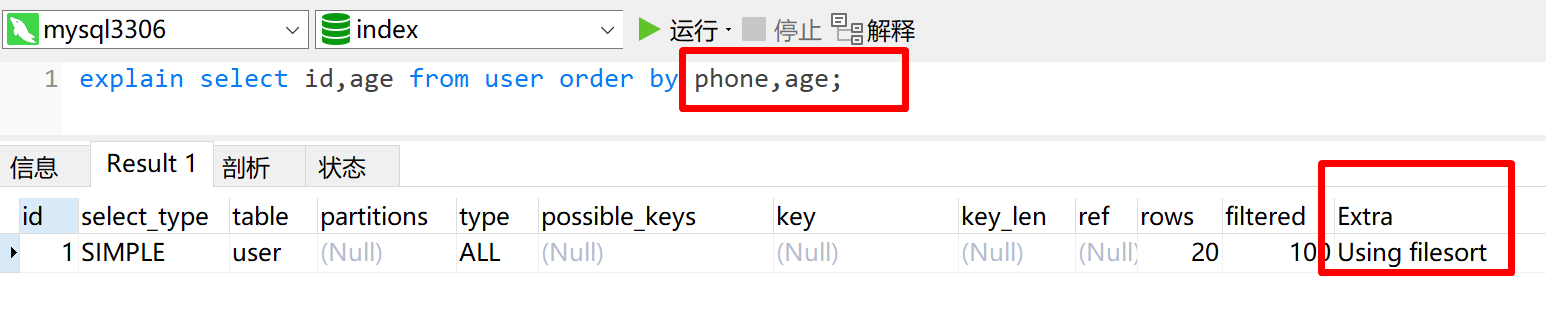 mysql3306 index 运行 停止 解释
1 explain select id,age from user order by phone,age;
信息 Result 1 剖析 状态
id select_type table partitions type possible_keys key key_len ref rows filtered Extra
1 SIMPLE user (Null) ALL (Null) (Null) (Null) (Null) 20 100 Using filesort